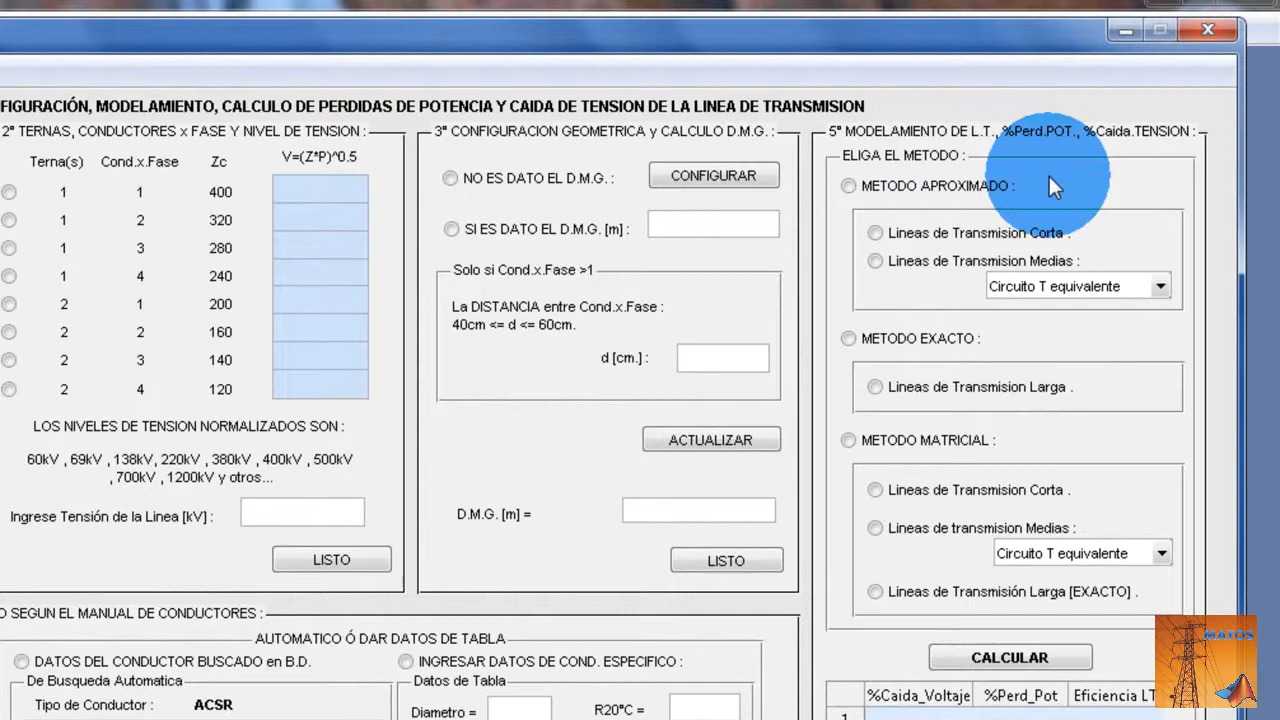 FIGURACIÓN, MODELAMIENTO, CALCULO DE PERDIDAS DE POTENCIA Y CAIDA DE TENSION DE LA LINEA DE TRANSMISION
2° TERNAS, CONDUCTORES x FASE Y NIVEL DE TENSION :
Terna(s) Cond.x.Fase Zc V=(Z*P)^0.5
1 1 400
1 2 320
1 3 280
1 4 240
2 1 200
2 2 160
2 3 140
2 4 120
LOS NIVELES DE TENSION NORMALIZADOS SON :
60kV , 69kV , 138kV, 220kV , 380kV , 400kV , 500kV
, 700kV , 1200kV y otros...
Ingrese Tensión de la Linea [kV] :
LISTO
3° CONFIGURACION GEOMETRICA y CALCULO D.M.G. :
NO ES DATO EL D.M.G. : CONFIGURAR
SI ES DATO EL D.M.G. [m] :
Solo si Cond.x.Fase >1
La DISTANCIA entre Cond.x.Fase :
40cm <= d <= 60cm.
d [cm.] :
ACTUALIZAR
D.M.G. [m] =
LISTO
5° MODELAMIENTO DE L.T., %Perd.POT., %Caida.TENSION :
ELIGA EL METODO :
METODO APROXIMADO :
Lineas de Transmision Corta .
Lineas de Transmision Medias :
Circuito T equivalente
METODO EXACTO :
Lineas de Transmision Larga .
METODO MATRICIAL :
Lineas de Transmision Corta .
Lineas de transmision Medias :
Circuito T equivalente
Lineas de Transmisión Larga [EXACTO] .
CALCULAR
%Caida_Voltaje %Perd_Pot Eficiencia LT
1
MATOS
O SEGUN EL MANUAL DE CONDUCTORES :
AUTOMATICO Ó DAR DATOS DE TABLA
DATOS DEL CONDUCTOR BUSCADO en B.D.
De Busqueda Automatica
Tipo de Conductor : ACSR
INGRESAR DATOS DE COND. ESPECIFICO :
Datos de Tabla
Diametro = R20°C =